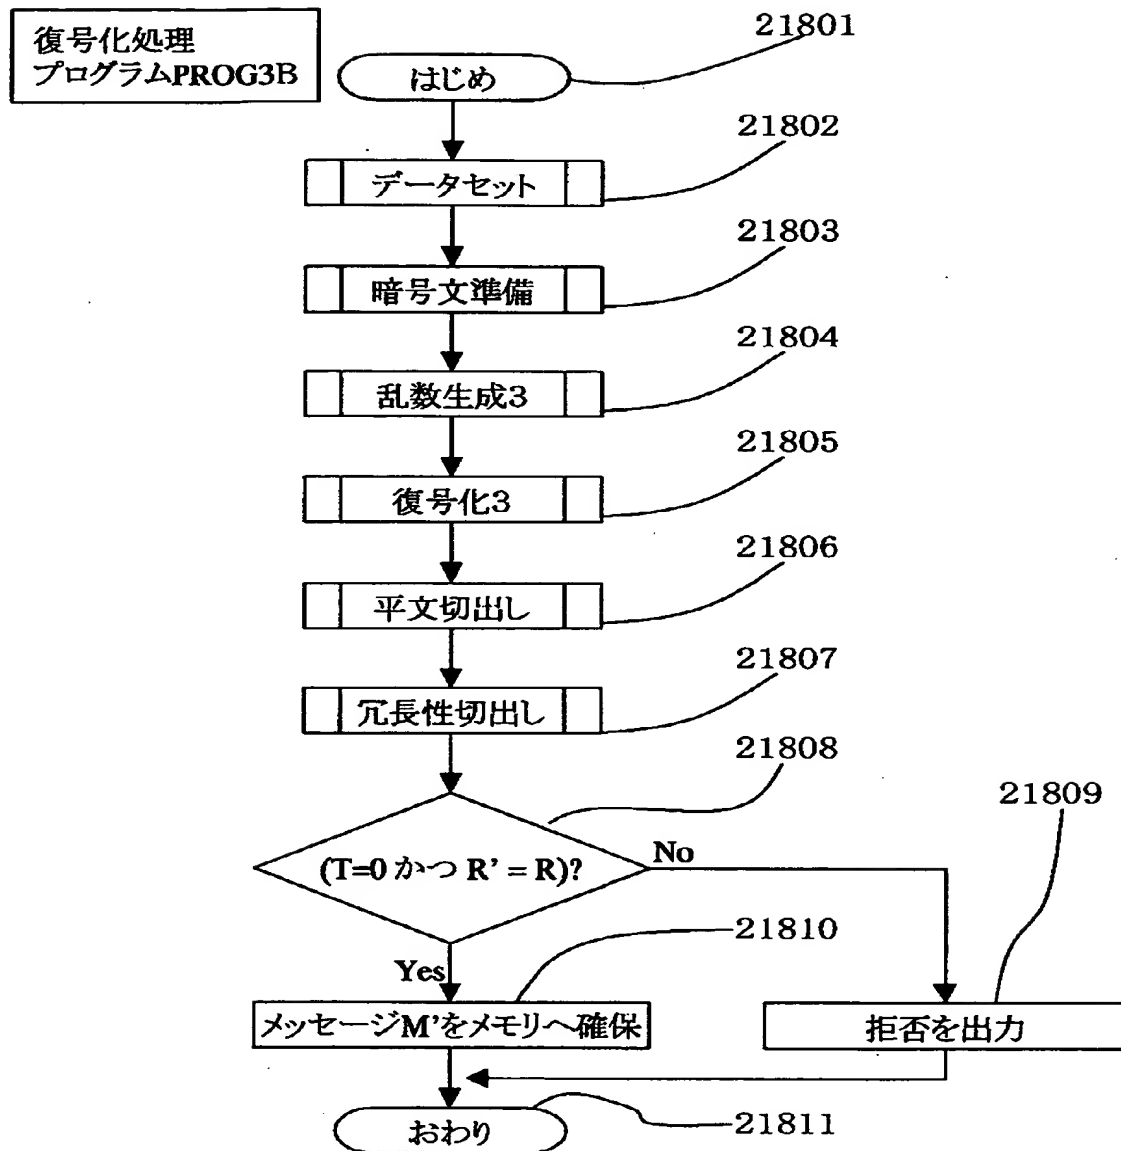 復号化処理
プログラムPROG3B
はじめ
21801
データセット
21802
暗号文準備
21803
乱数生成3
21804
復号化3
21805
平文切出し
21806
冗長性切出し
21807
(T=0 かつ R' = R)?
21808
No
21809
Yes
21810
メッセージM'をメモリへ確保
拒否を出力
おわり
21811